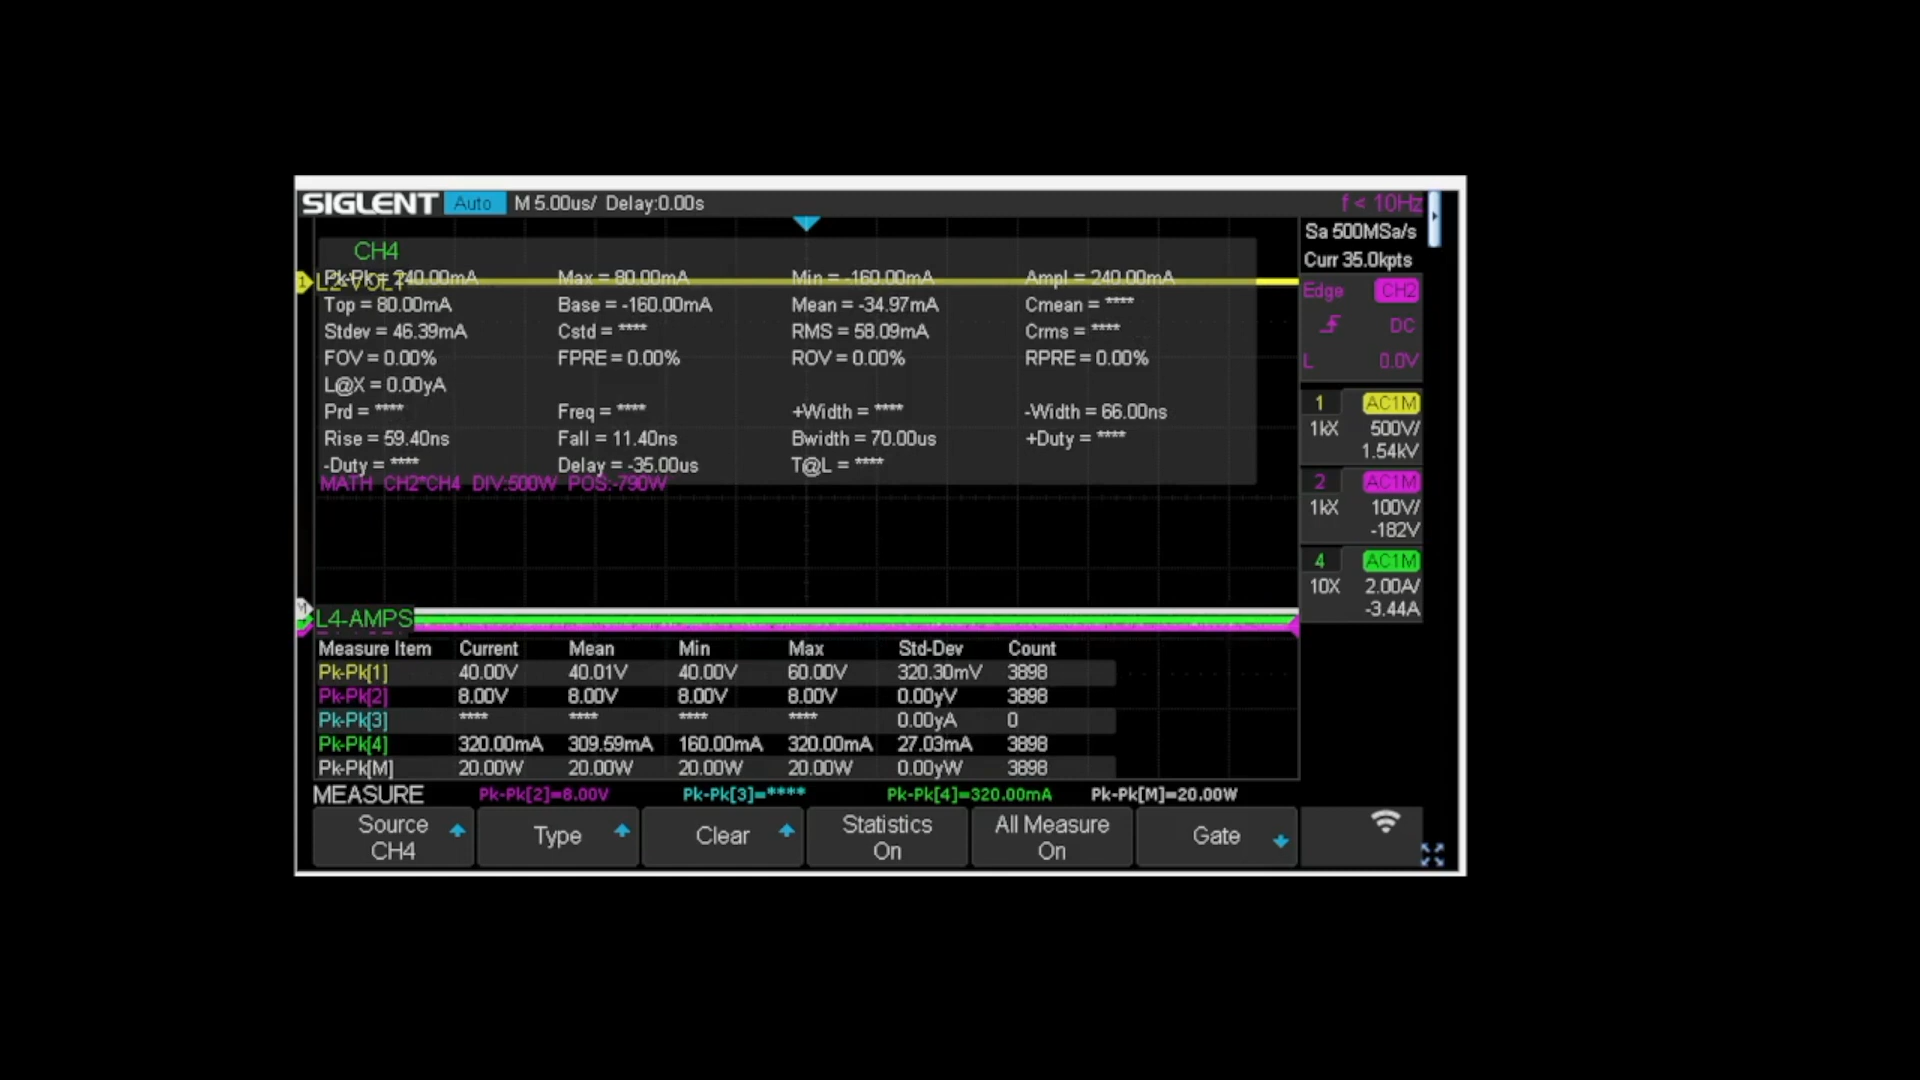 SIGLENT Auto M 5.00us/ Delay:0.00s f < 10Hz
Sa 500MSa/s
Curr 35.0kpts
CH4
Pk-Pk = 240.00mA Max = 80.00mA Min = -160.00mA Ampl = 240.00mA
1 L2-VOLT
Top = 80.00mA Base = -160.00mA Mean = -34.97mA Cmean = ****
Stdev = 46.39mA Cstd = **** RMS = 58.09mA Crms = ****
FOV = 0.00% FPRE = 0.00% ROV = 0.00% RPRE = 0.00%
L@X = 0.00yA
Prd = **** Freq = **** +Width = **** -Width = 66.00ns
Rise = 59.40ns Fall = 11.40ns Bwidth = 70.00us +Duty = ****
-Duty = **** Delay = -35.00us T@L = ****
MATH CH2*CH4 DIV:500W POS:-790W
Edge CH2
DC
L 0.0V
1 AC1M
1kX 500V/
1.54kV
2 AC1M
1kX 100V/
-182V
4 AC1M
10X 2.00A/
-3.44A
M
L4-AMPS
Measure Item Current Mean Min Max Std-Dev Count
Pk-Pk[1] 40.00V 40.01V 40.00V 60.00V 320.30mV 3898
Pk-Pk[2] 8.00V 8.00V 8.00V 8.00V 0.00yV 3898
Pk-Pk[3] **** **** **** **** 0.00yA 0
Pk-Pk[4] 320.00mA 309.59mA 160.00mA 320.00mA 27.03mA 3898
Pk-Pk[M] 20.00W 20.00W 20.00W 20.00W 0.00yW 3898
MEASURE Pk-Pk[2]=8.00V Pk-Pk[3]=**** Pk-Pk[4]=320.00mA Pk-Pk[M]=20.00W
Source
CH4
Type
Clear
Statistics
On
All Measure
On
Gate